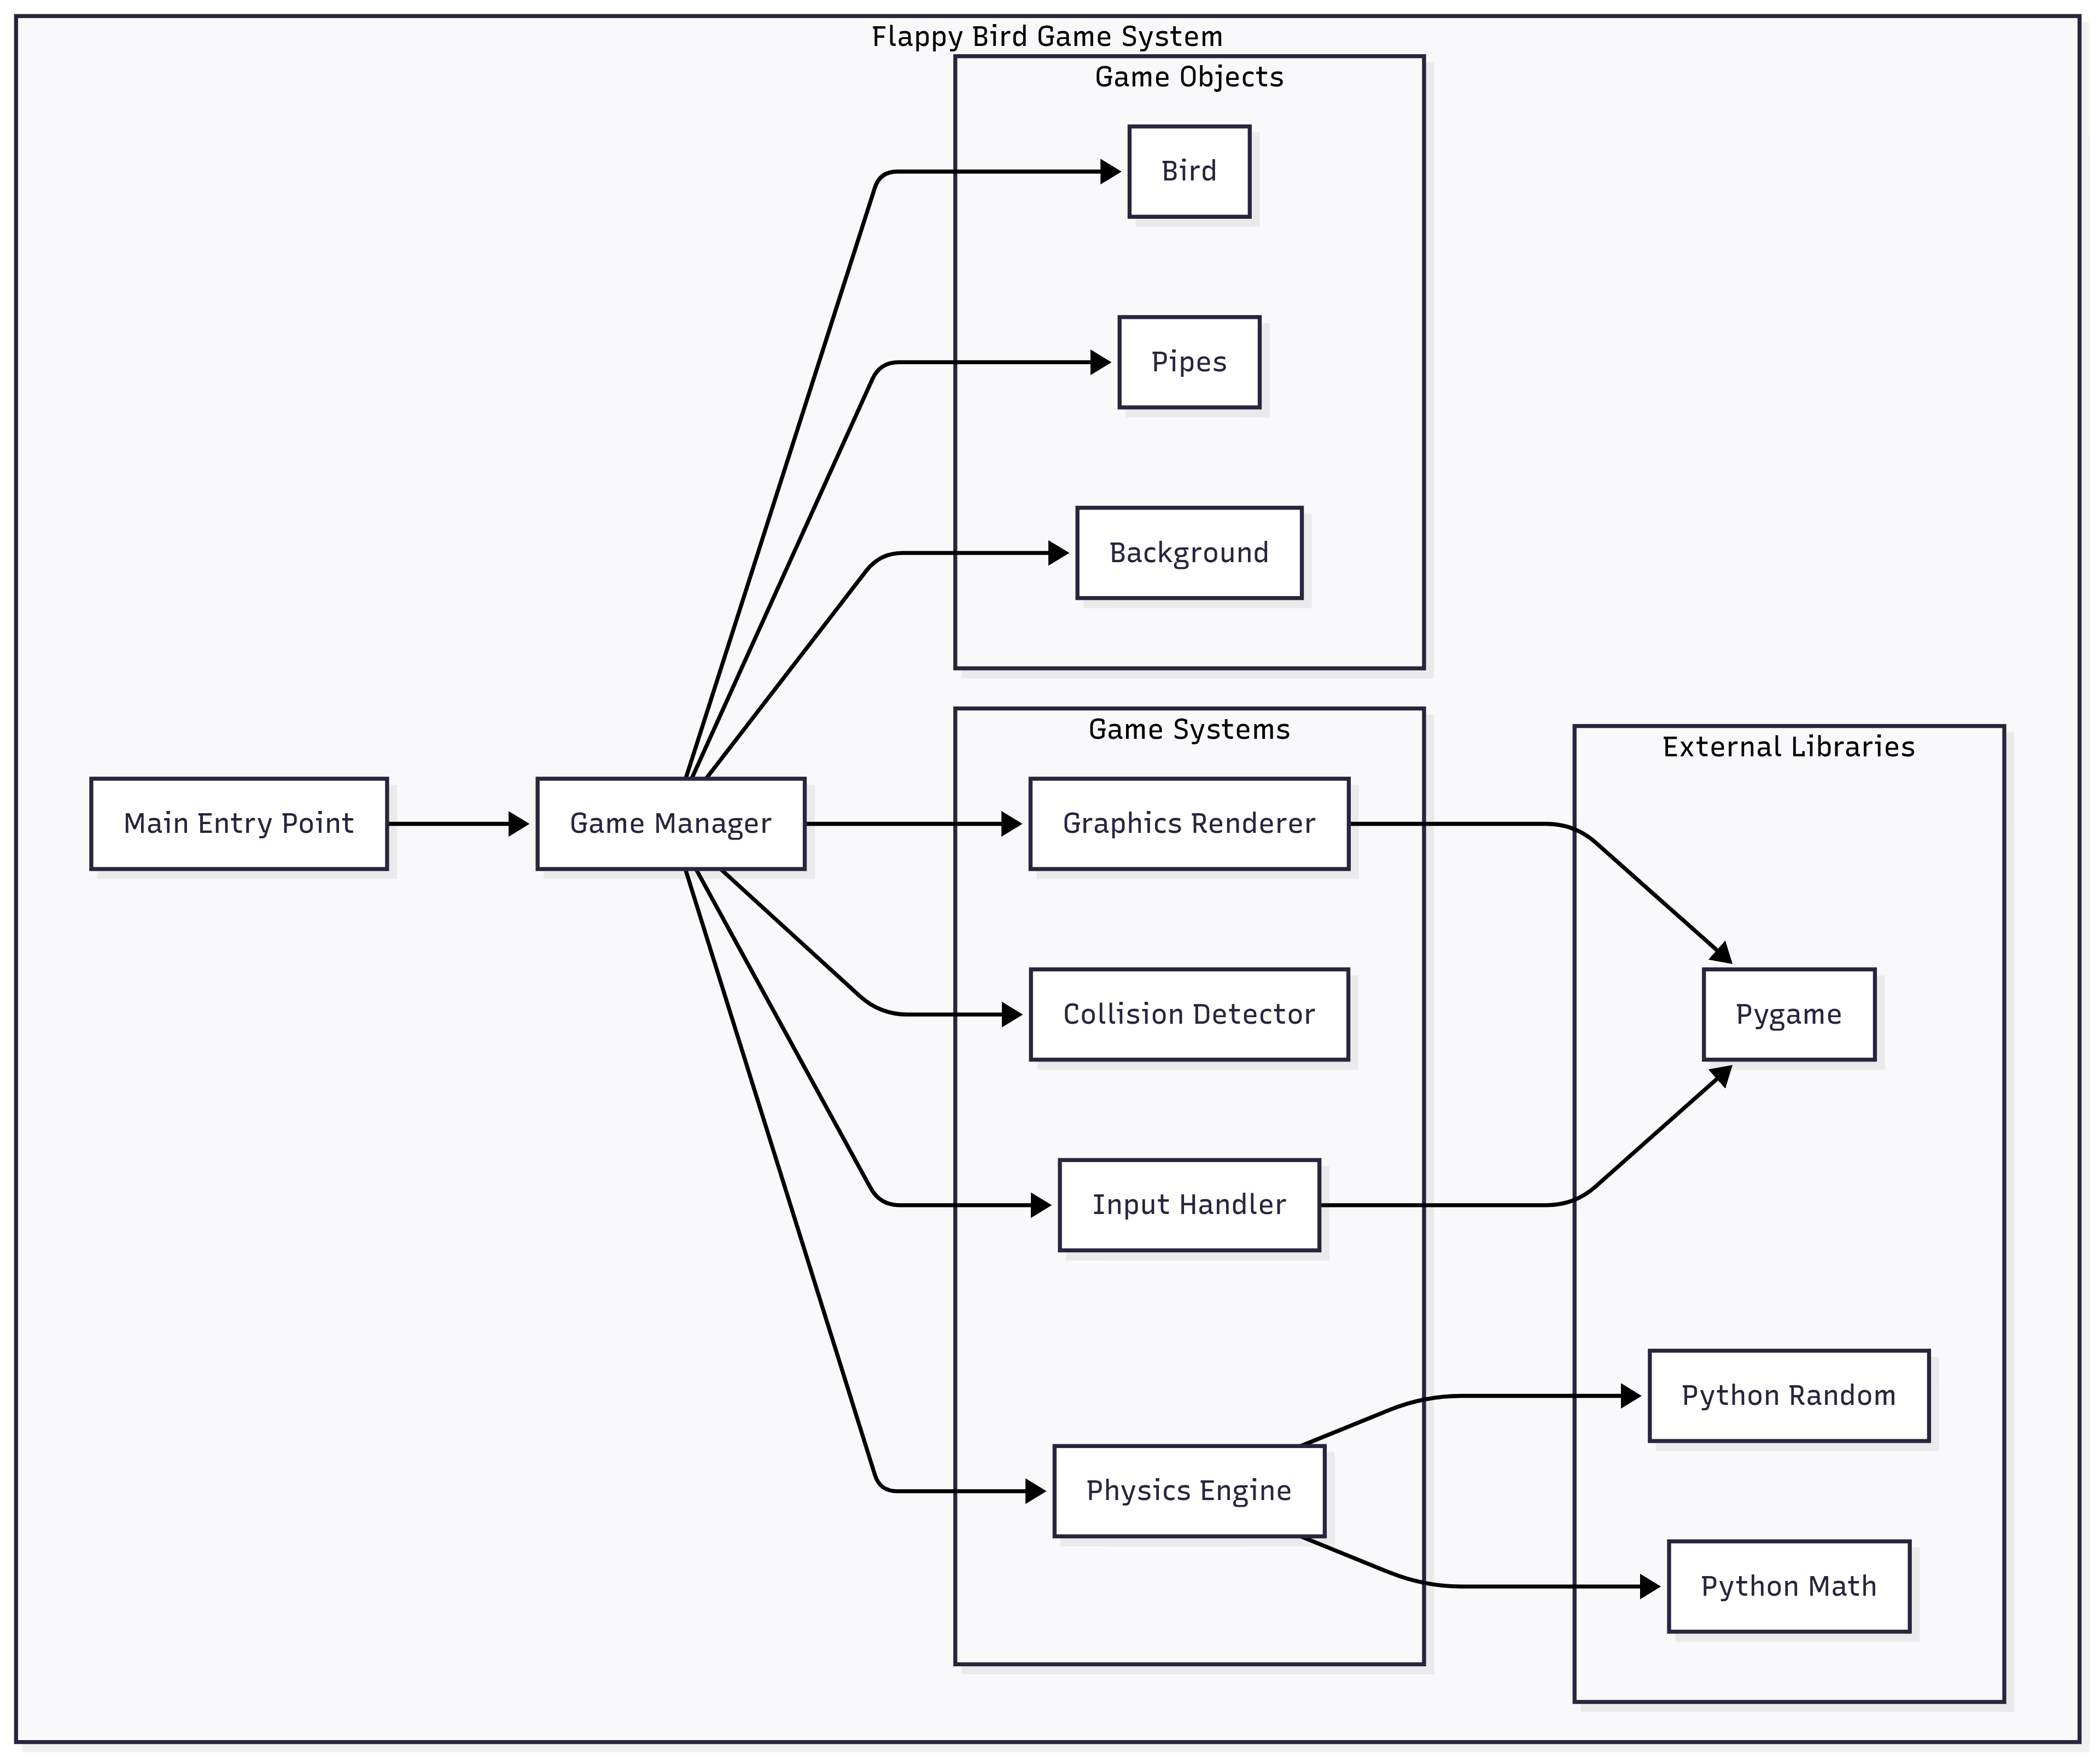 Flappy Bird Game System
Game Objects
Bird
Pipes
Background
Game Systems
External Libraries
Main Entry Point
Game Manager
Graphics Renderer
Collision Detector
Pygame
Input Handler
Python Random
Physics Engine
Python Math